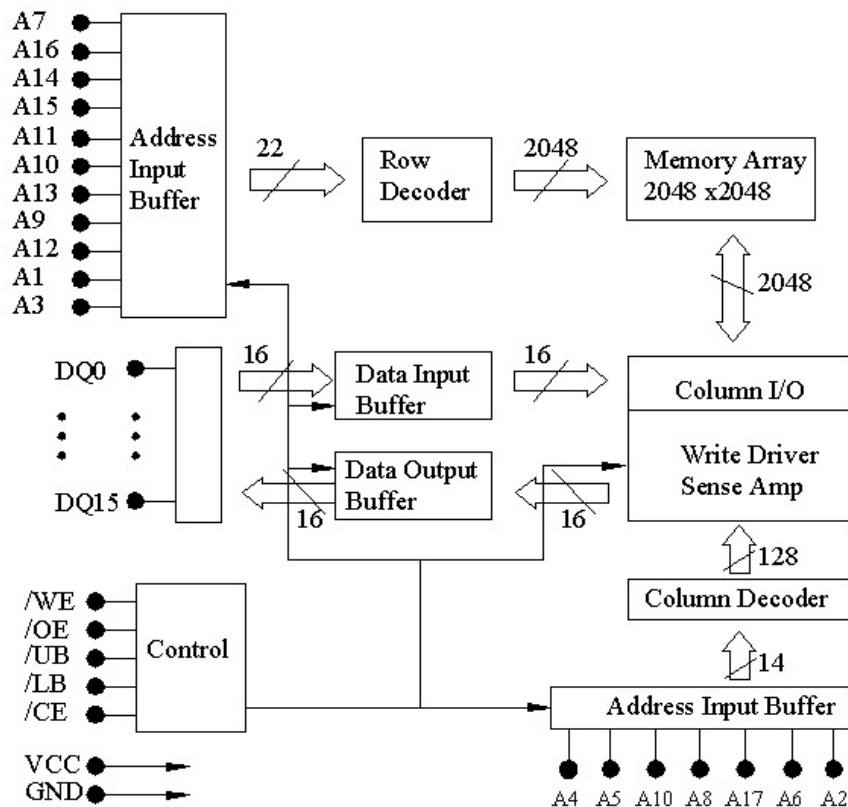 A7
A16
A14
A15
A11
A10
A13
A9
A12
A1
A3
Address
Input
Buffer
22
Row
Decoder
2048
Memory Array
2048 x2048
2048
DQ0
DQ15
16
Data Input
Buffer
16
Column I/O
Data Output
Buffer
16
16
Write Driver
Sense Amp
128
Column Decoder
14
Address Input Buffer
/WE
/OE
/UB
/LB
/CE
Control
VCC
GND
A4 A5 A10 A8 A17 A6 A2